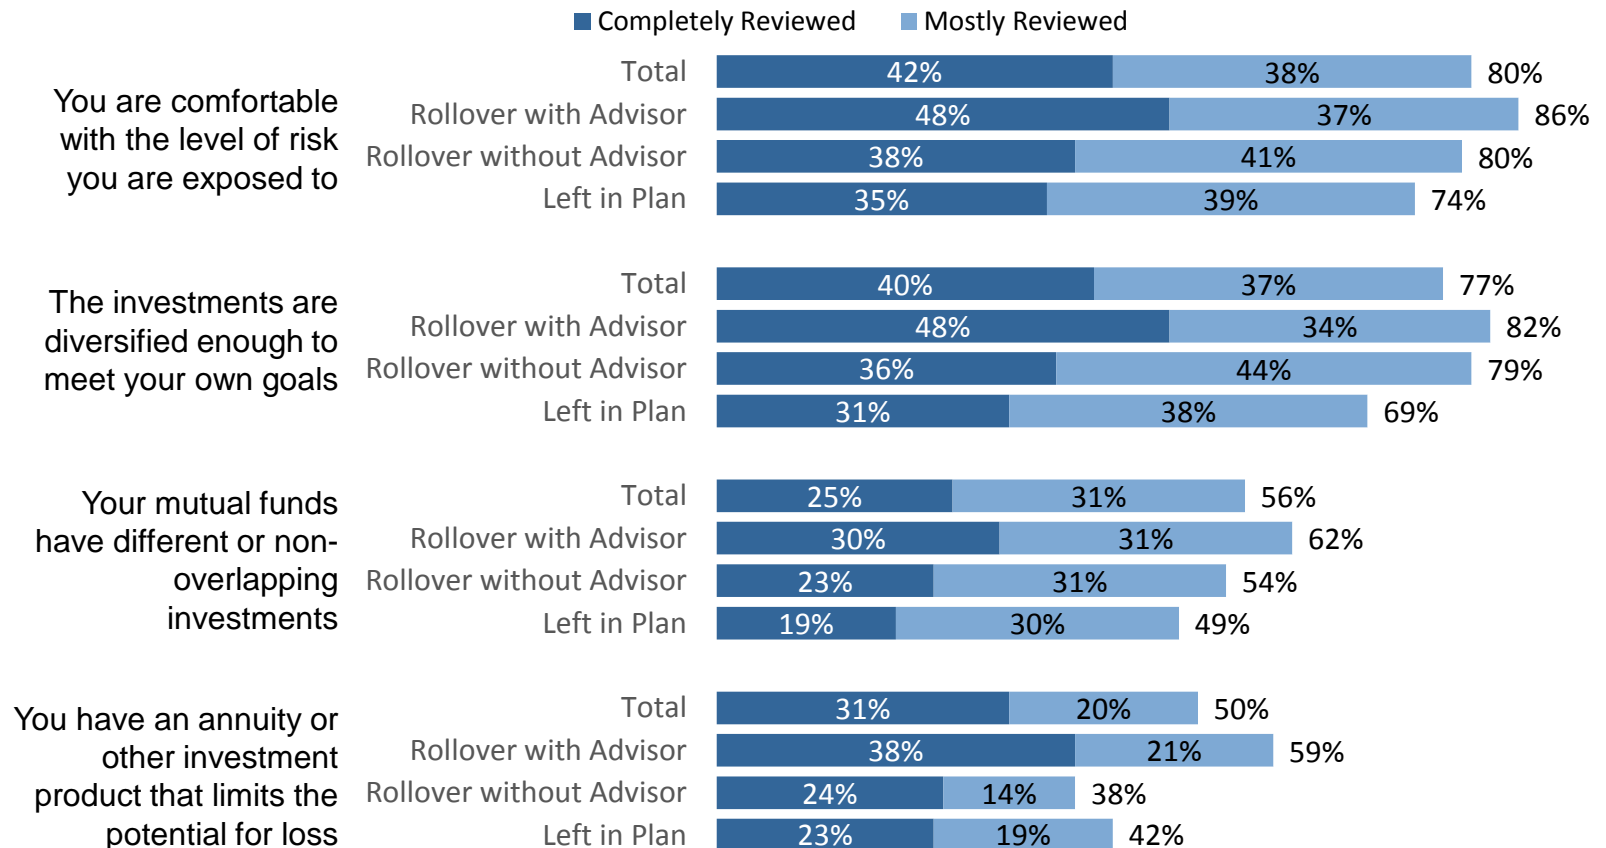 Completely Reviewed Mostly Reviewed
You are comfortable
with the level of risk
you are exposed to
Total 42% 38% 80%
Rollover with Advisor 48% 37% 86%
Rollover without Advisor 38% 41% 80%
Left in Plan 35% 39% 74%
The investments are
diversified enough to
meet your own goals
Total 40% 37% 77%
Rollover with Advisor 48% 34% 82%
Rollover without Advisor 36% 44% 79%
Left in Plan 31% 38% 69%
Your mutual funds
have different or non-
overlapping
investments
Total 25% 31% 56%
Rollover with Advisor 30% 31% 62%
Rollover without Advisor 23% 31% 54%
Left in Plan 19% 30% 49%
You have an annuity or
other investment
product that limits the
potential for loss
Total 31% 20% 50%
Rollover with Advisor 38% 21% 59%
Rollover without Advisor 24% 14% 38%
Left in Plan 23% 19% 42%